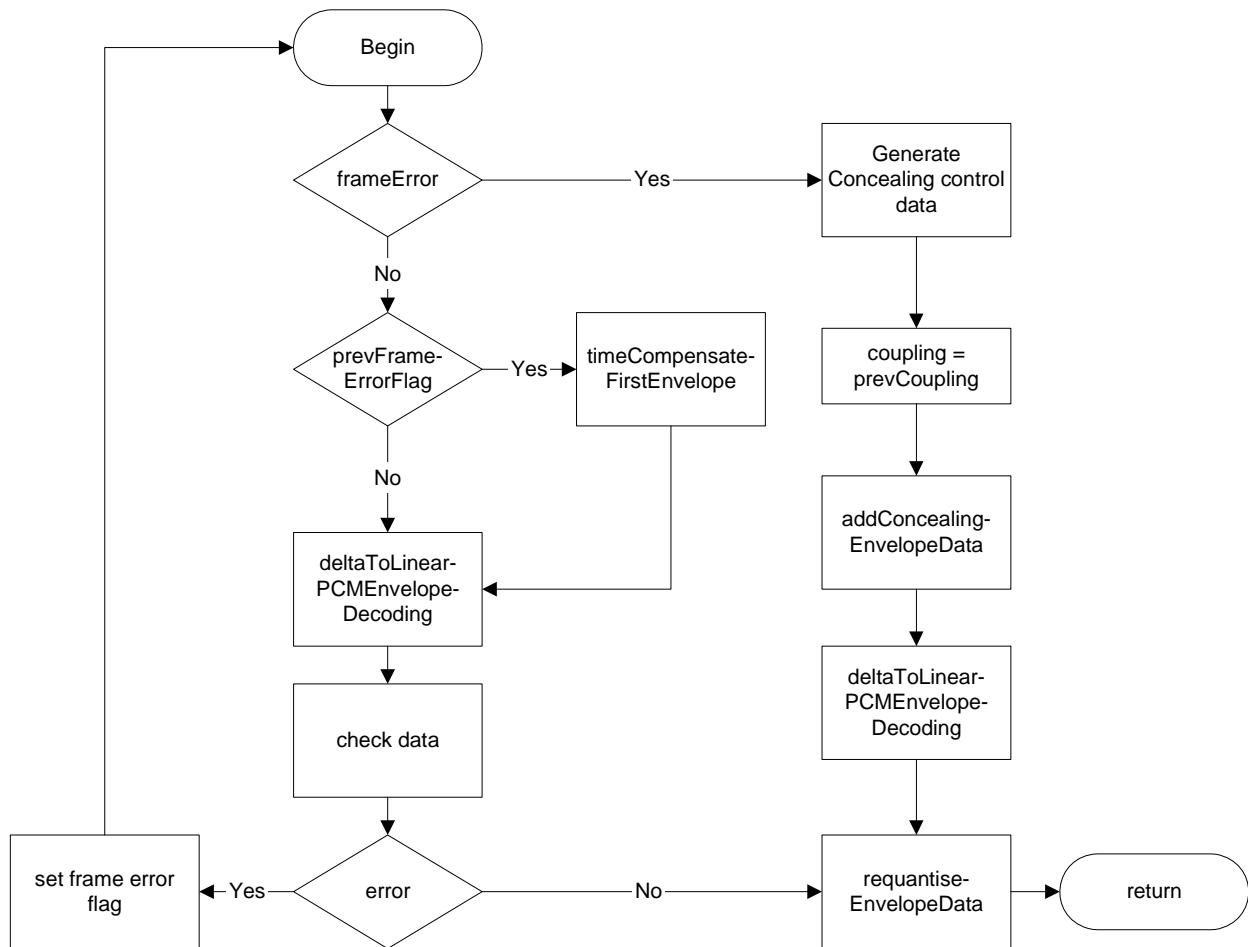 Begin
frameError
Yes
Generate
Concealing control
data
No
prevFrame-
ErrorFlag
Yes
timeCompensate-
FirstEnvelope
coupling =
prevCoupling
No
deltaToLinear-
PCMEnvelope-
Decoding
addConcealing-
EnvelopeData
check data
deltaToLinear-
PCMEnvelope-
Decoding
set frame error
flag
Yes
error
No
requantise-
EnvelopeData
return